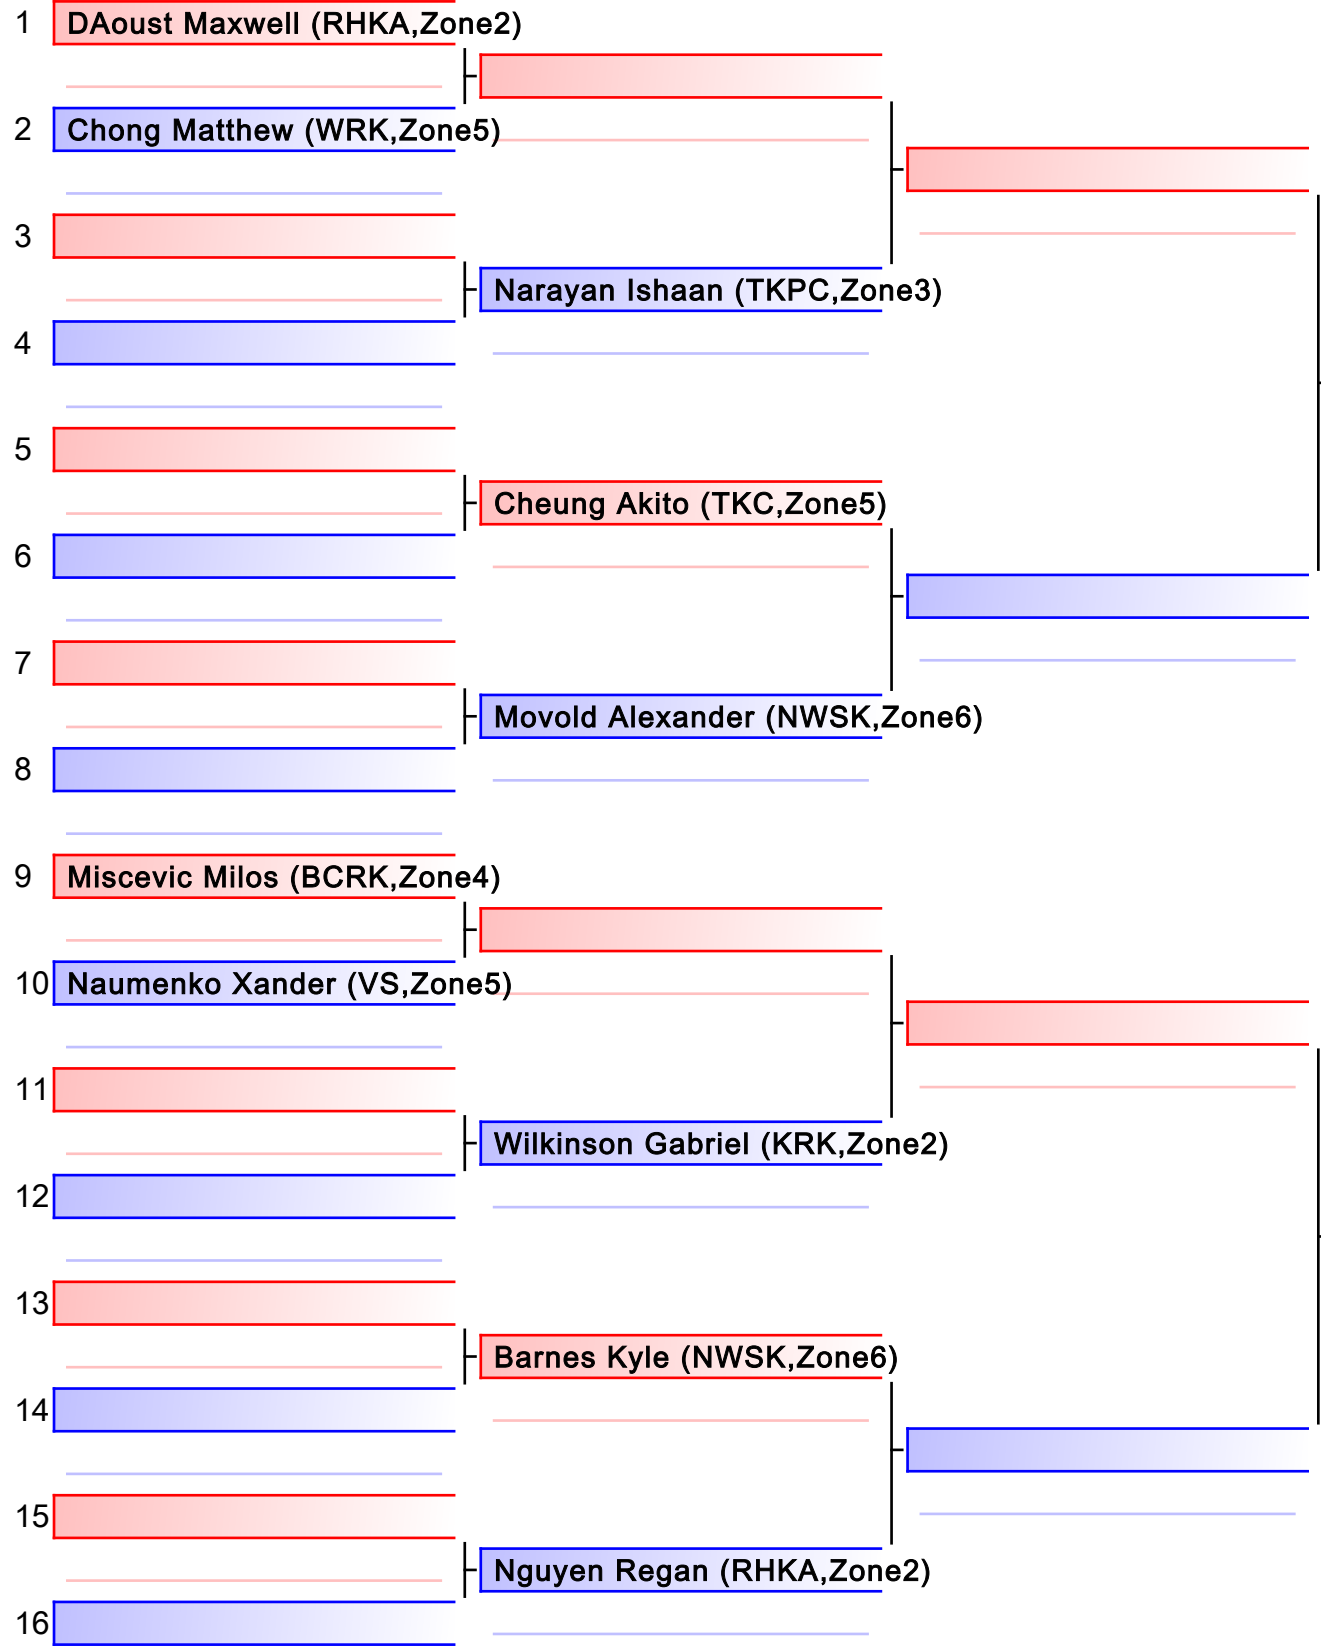 1 DAoust Maxwell (RHKA,Zone2)
2 Chong Matthew (WRK,Zone5)
3
Narayan Ishaan (TKPC,Zone3)
4
5
Cheung Akito (TKC,Zone5)
6
7
Movold Alexander (NWSK,Zone6)
8
9 Miscevic Milos (BCRK,Zone4)
10 Naumenko Xander (VS,Zone5)
11
Wilkinson Gabriel (KRK,Zone2)
12
13
Barnes Kyle (NWSK,Zone6)
14
15
Nguyen Regan (RHKA,Zone2)
16